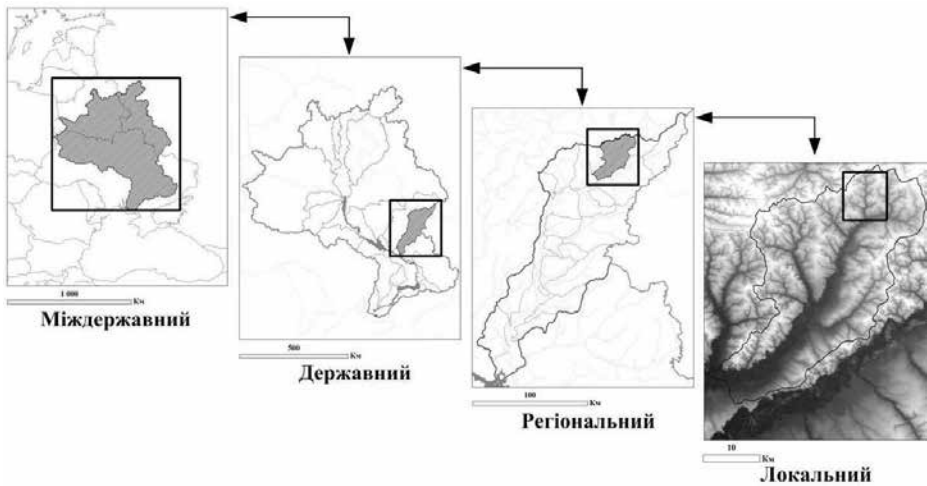 1 000
Км
Міждержавний
500
Км
Державний
100
Км
Регіональний
10
Км
Локальний